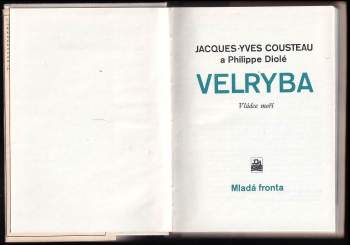 JACQUES-YVES COUSTEAU
a Philippe Diolé
VELRYBA
Vládce moří
Mladá fronta